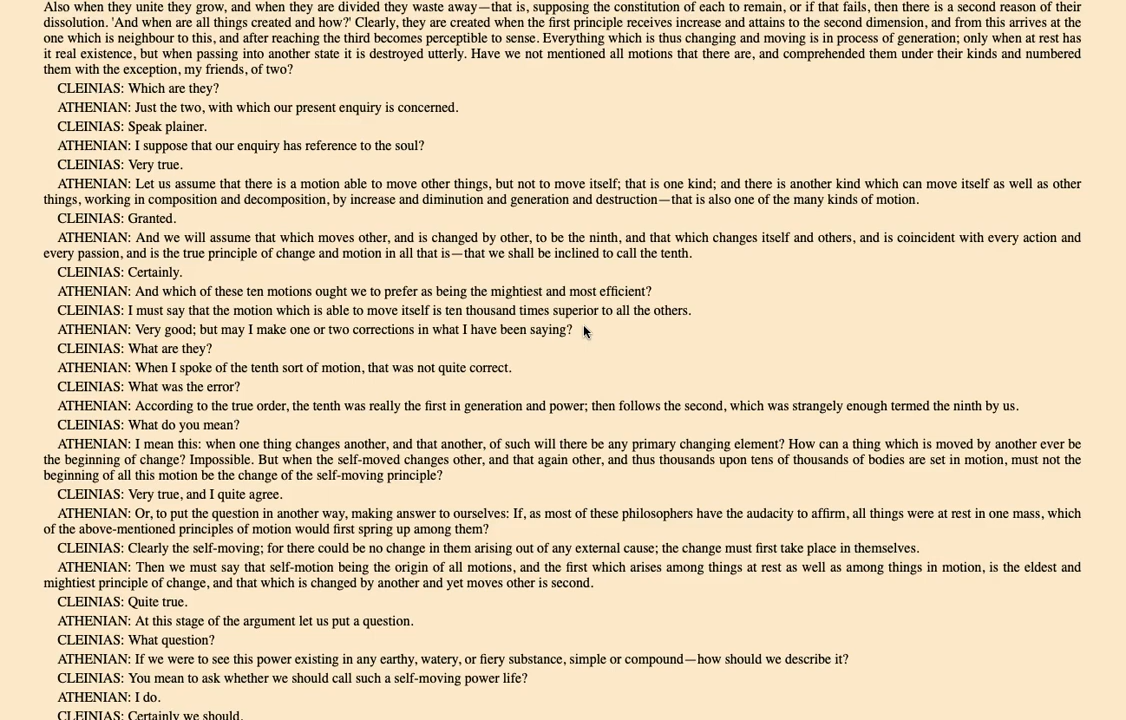 Also when they unite they grow, and when they are divided they waste away—that is, supposing the constitution of each to remain, or if that fails, then there is a second reason of their
dissolution. 'And when are all things created and how?' Clearly, they are created when the first principle receives increase and attains to the second dimension, and from this arrives at the
one which is neighbour to this, and after reaching the third becomes perceptible to sense. Everything which is thus changing and moving is in process of generation; only when at rest has
it real existence, but when passing into another state it is destroyed utterly. Have we not mentioned all motions that there are, and comprehended them under their kinds and numbered
them with the exception, my friends, of two?
CLEINIAS: Which are they?
ATHENIAN: Just the two, with which our present enquiry is concerned.
CLEINIAS: Speak plainer.
ATHENIAN: I suppose that our enquiry has reference to the soul?
CLEINIAS: Very true.
ATHENIAN: Let us assume that there is a motion able to move other things, but not to move itself; that is one kind; and there is another kind which can move itself as well as other
things, working in composition and decomposition, by increase and diminution and generation and destruction—that is also one of the many kinds of motion.
CLEINIAS: Granted.
ATHENIAN: And we will assume that which moves other, and is changed by other, to be the ninth, and that which changes itself and others, and is coincident with every action and
every passion, and is the true principle of change and motion in all that is—that we shall be inclined to call the tenth.
CLEINIAS: Certainly.
ATHENIAN: And which of these ten motions ought we to prefer as being the mightiest and most efficient?
CLEINIAS: I must say that the motion which is able to move itself is ten thousand times superior to all the others.
ATHENIAN: Very good; but may I make one or two corrections in what I have been saying?
CLEINIAS: What are they?
ATHENIAN: When I spoke of the tenth sort of motion, that was not quite correct.
CLEINIAS: What was the error?
ATHENIAN: According to the true order, the tenth was really the first in generation and power; then follows the second, which was strangely enough termed the ninth by us.
CLEINIAS: What do you mean?
ATHENIAN: I mean this: when one thing changes another, and that another, of such will there be any primary changing element? How can a thing which is moved by another ever be
the beginning of change? Impossible. But when the self-moved changes other, and that again other, and thus thousands upon tens of thousands of bodies are set in motion, must not the
beginning of all this motion be the change of the self-moving principle?
CLEINIAS: Very true, and I quite agree.
ATHENIAN: Or, to put the question in another way, making answer to ourselves: If, as most of these philosophers have the audacity to affirm, all things were at rest in one mass, which
of the above-mentioned principles of motion would first spring up among them?
CLEINIAS: Clearly the self-moving; for there could be no change in them arising out of any external cause; the change must first take place in themselves.
ATHENIAN: Then we must say that self-motion being the origin of all motions, and the first which arises among things at rest as well as among things in motion, is the eldest and
mightiest principle of change, and that which is changed by another and yet moves other is second.
CLEINIAS: Quite true.
ATHENIAN: At this stage of the argument let us put a question.
CLEINIAS: What question?
ATHENIAN: If we were to see this power existing in any earthy, watery, or fiery substance, simple or compound—how should we describe it?
CLEINIAS: You mean to ask whether we should call such a self-moving power life?
ATHENIAN: I do.
CLEINIAS: Certainly we should.